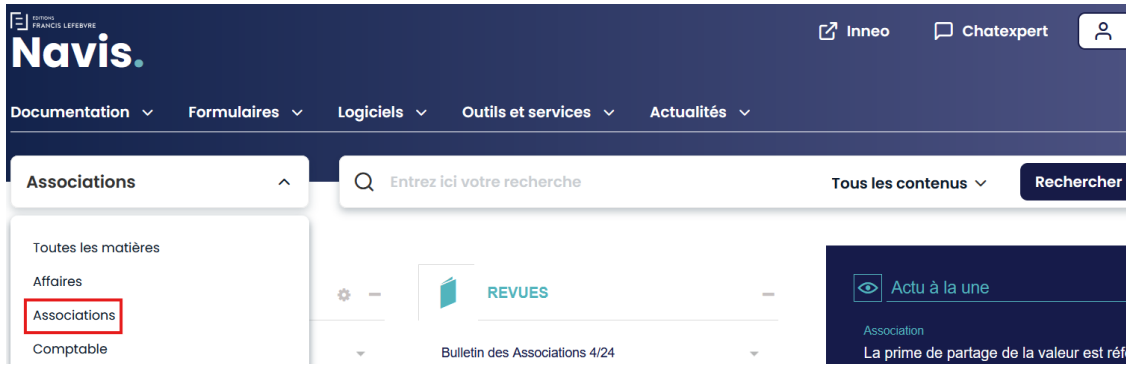 EDITIONS
FRANCIS LEFEBVRE
Navis.
Inneo
Chatexpert
Documentation
Formulaires
Logiciels
Outils et services
Actualités
Associations
Entrez ici votre recherche
Tous les contenus
Rechercher
Toutes les matières
Affaires
Associations
Comptable
REVUES
Bulletin des Associations 4/24
Actu à la une
Association
La prime de partage de la valeur est réf